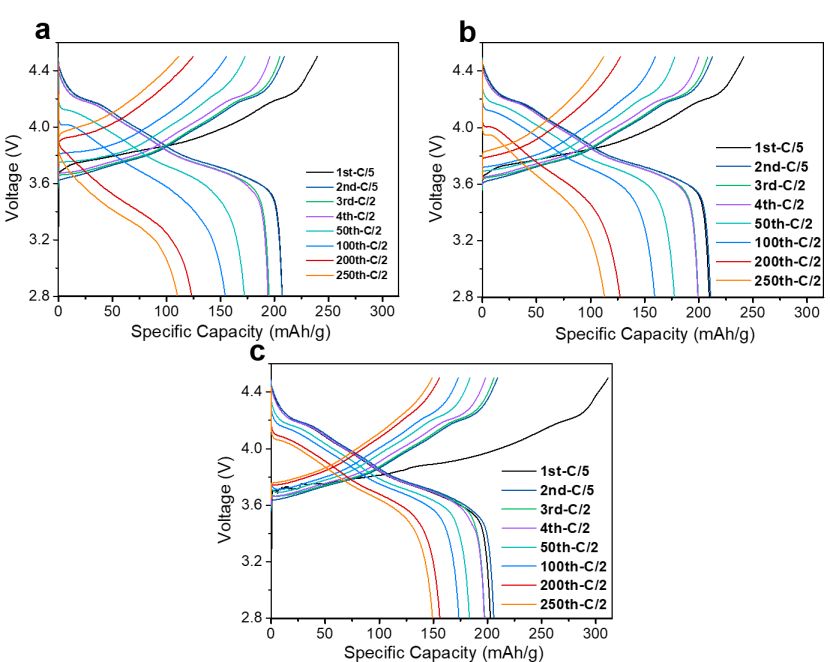 a
4.4
4.0
3.6
3.2
2.8
Voltage (V)
0 50 100 150 200 250 300
Specific Capacity (mAh/g)
1st-C/5
2nd-C/5
3rd-C/2
4th-C/2
50th-C/2
100th-C/2
200th-C/2
250th-C/2
b
4.4
4.0
3.6
3.2
2.8
Voltage (V)
0 50 100 150 200 250 300
Specific Capacity (mAh/g)
1st-C/5
2nd-C/5
3rd-C/2
4th-C/2
50th-C/2
100th-C/2
200th-C/2
250th-C/2
c
4.4
4.0
3.6
3.2
2.8
Voltage (V)
0 50 100 150 200 250 300
Specific Capacity (mAh/g)
1st-C/5
2nd-C/5
3rd-C/2
4th-C/2
50th-C/2
100th-C/2
200th-C/2
250th-C/2